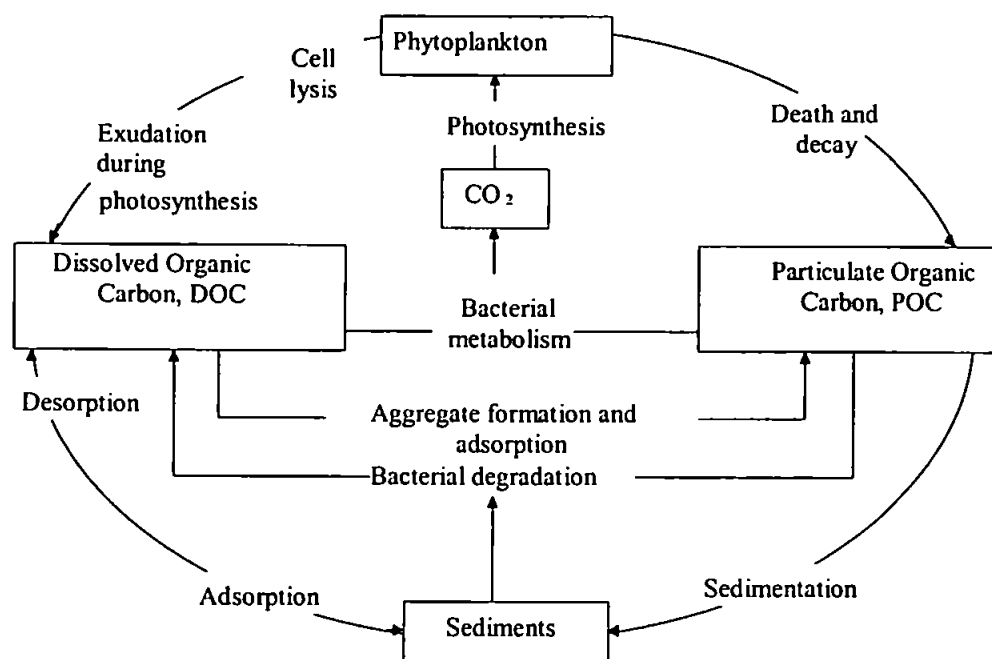 Phytoplankton
Cell
lysis
Photosynthesis
Death and
decay
Exudation
during
photosynthesis
CO₂
Dissolved Organic
Carbon, DOC
Particulate Organic
Carbon, POC
Bacterial
metabolism
Desorption
Aggregate formation and
adsorption
Bacterial degradation
Adsorption
Sedimentation
Sediments